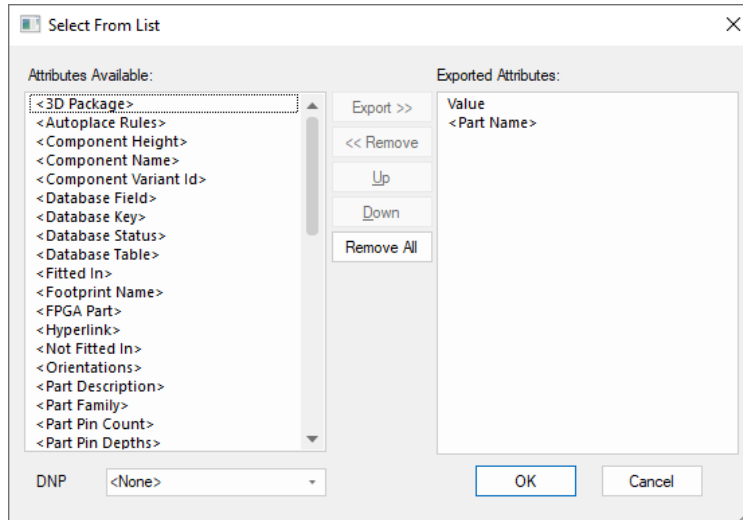 Select From List
Attributes Available:
<3D Package>
<Autoplace Rules>
<Component Height>
<Component Name>
<Component Variant Id>
<Database Field>
<Database Key>
<Database Status>
<Database Table>
<Fitted In>
<Footprint Name>
<FPGA Part>
<Hyperlink>
<Not Fitted In>
<Orientations>
<Part Description>
<Part Family>
<Part Pin Count>
<Part Pin Depths>
Export >>
<< Remove
Up
Down
Remove All
Exported Attributes:
Value
<Part Name>
DNP
<None>
OK
Cancel